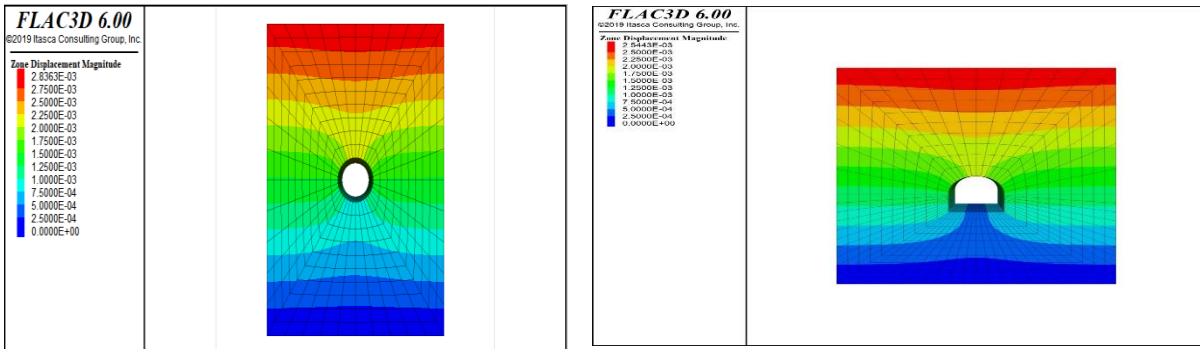 FLAC3D 6.00
©2019 Itasca Consulting Group, Inc.
Zone Displacement Magnitude
2.8363E-03
2.7500E-03
2.5000E-03
2.2500E-03
2.0000E-03
1.7500E-03
1.5000E-03
1.2500E-03
1.0000E-03
7.5000E-04
5.0000E-04
2.5000E-04
0.0000E+00
FLAC3D 6.00
©2019 Itasca Consulting Group, Inc.
Zone Displacement Magnitude
2.5443E-03
2.5000E-03
2.2500E-03
2.0000E-03
1.7500E-03
1.5000E-03
1.2500E-03
1.0000E-03
7.5000E-04
5.0000E-04
2.5000E-04
0.0000E+00